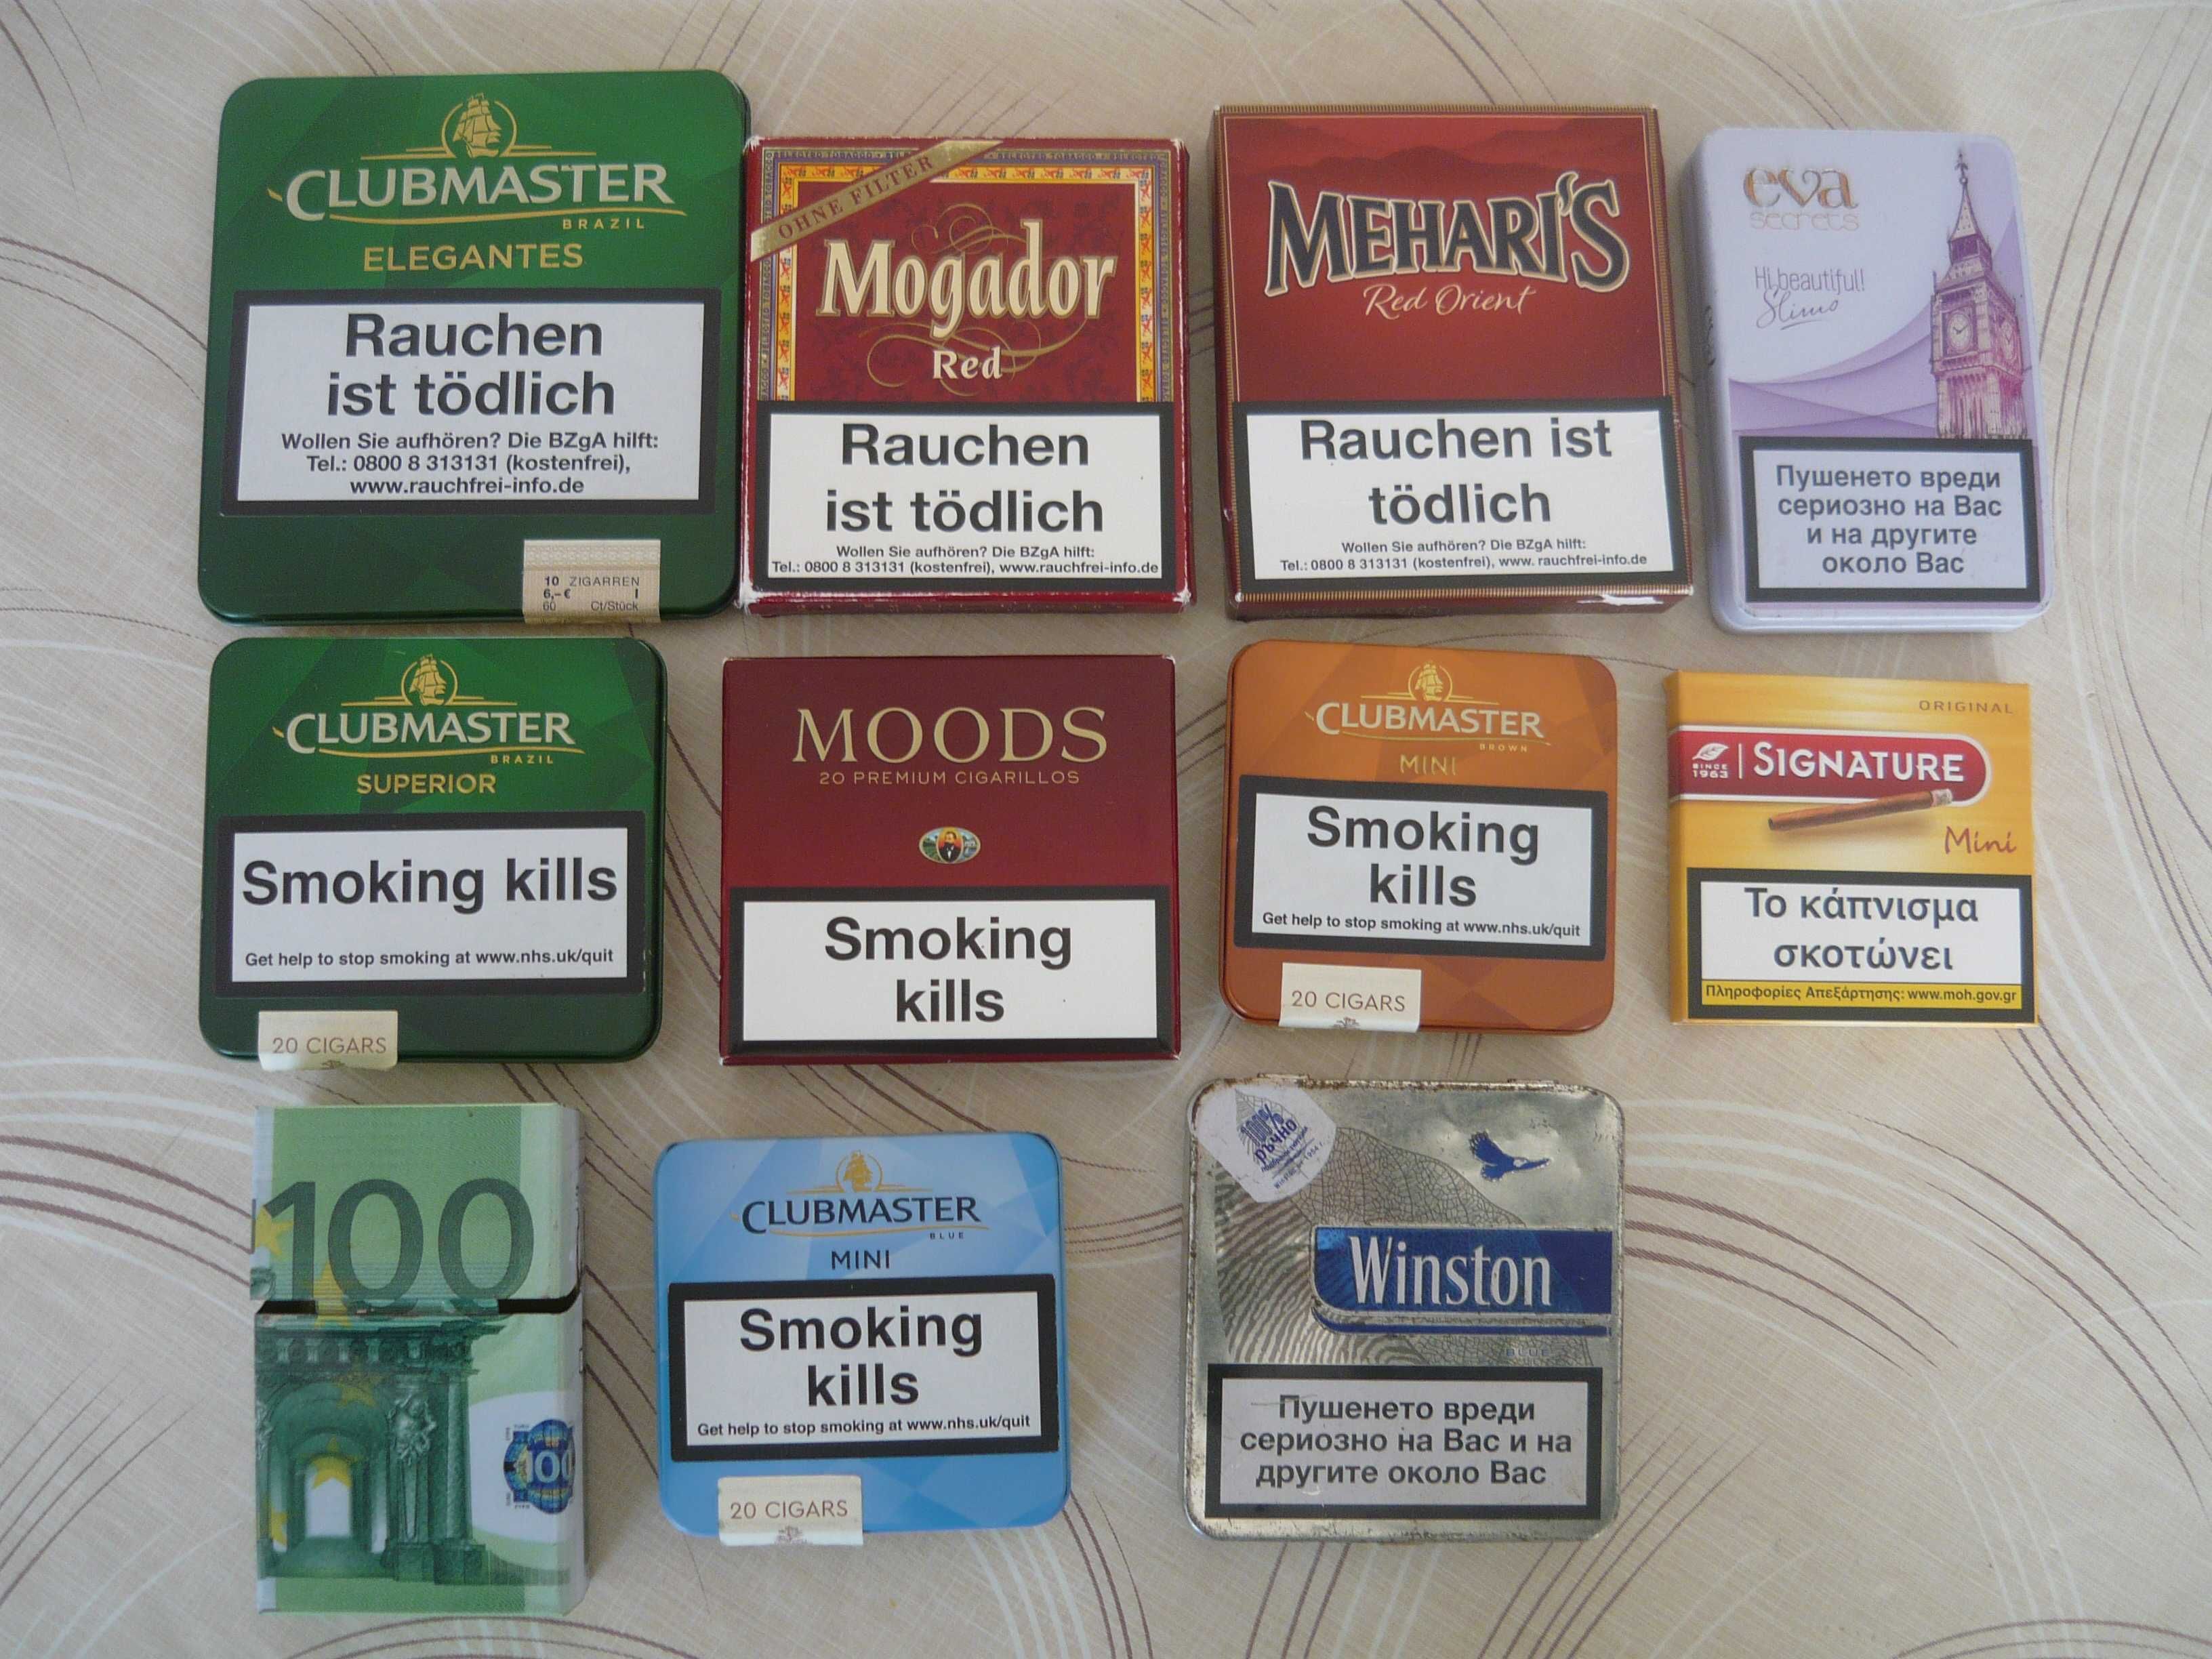 CLUBMASTER
BRAZIL
ELEGANTES
Rauchen
ist tödlich
Wollen Sie aufhören? Die BZgA hilft:
Tel.: 0800 8 313131 (kostenfrei),
www.rauchfrei-info.de
10 ZIGARREN
6,-€ I
60 Ct/Stück
OHNE FILTER
Mogador
Red
Rauchen
ist tödlich
Wollen Sie aufhören? Die BZgA hilft:
Tel.: 0800 8 313131 (kostenfrei), www.rauchfrei-info.de
MEHARI'S
Red Orient
Rauchen ist
tödlich
Wollen Sie aufhören? Die BZgA hilft:
Tel.: 0800 8 313131 (kostenfrei), www. rauchfrei-info.de
eva
secrets
Hi beautiful!
Slims
Пушенето вреди
сериозно на Вас
и на другите
около Вас
CLUBMASTER
BRAZIL
SUPERIOR
Smoking kills
Get help to stop smoking at www.nhs.uk/quit
20 CIGARS
MOODS
20 PREMIUM CIGARILLOS
Smoking
kills
CLUBMASTER
BROWN
MINI
Smoking
kills
Get help to stop smoking at www.nhs.uk/quit
20 CIGARS
ORIGINAL
SINCE
1963
SIGNATURE
Mini
Το κάπνισμα
σκοτώνει
Πληροφορίες Απεξάρτησης: www.moh.gov.gr
100
100
CLUBMASTER
BLUE
MINI
Smoking
kills
Get help to stop smoking at www.nhs.uk/quit
20 CIGARS
100%
ръчно
Winston
BLUE
Пушенето вреди
сериозно на Вас и на
другите около Вас